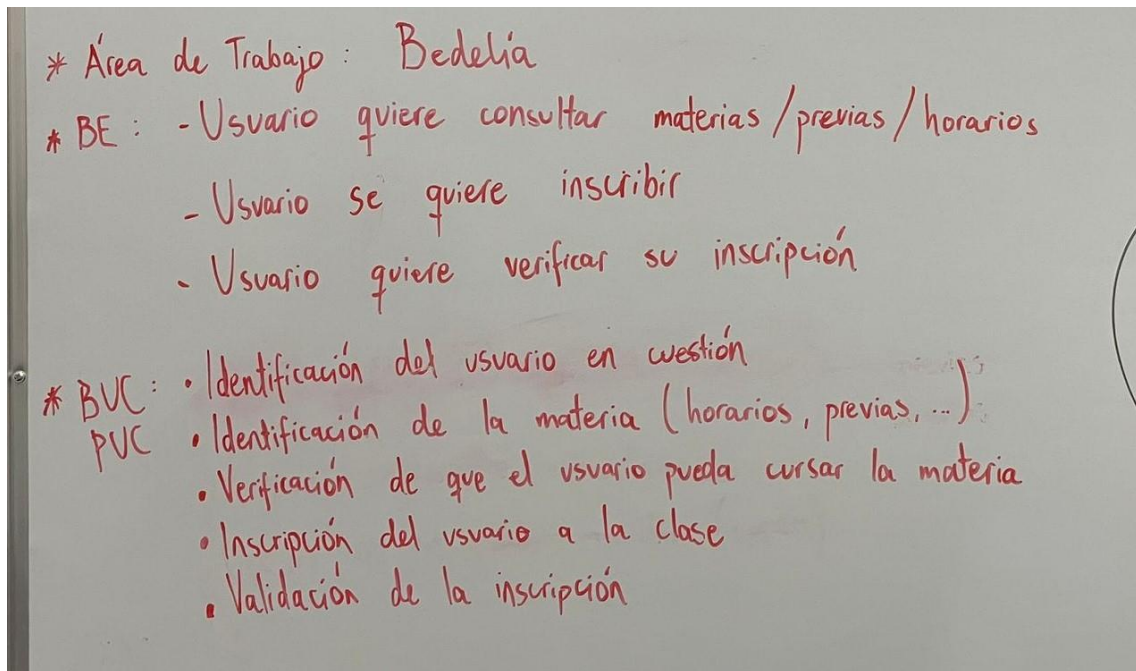 * Área de Trabajo: Bedelía
* BE: - Usuario quiere consultar materias/previas/horarios
- Usuario se quiere inscribir
- Usuario quiere verificar su inscripción
* BUC: • Identificación del usuario en cuestión
PUC • Identificación de la materia (horarios, previas, ...)
• Verificación de que el usuario pueda cursar la materia
• Inscripción del usuario a la clase
• Validación de la inscripción